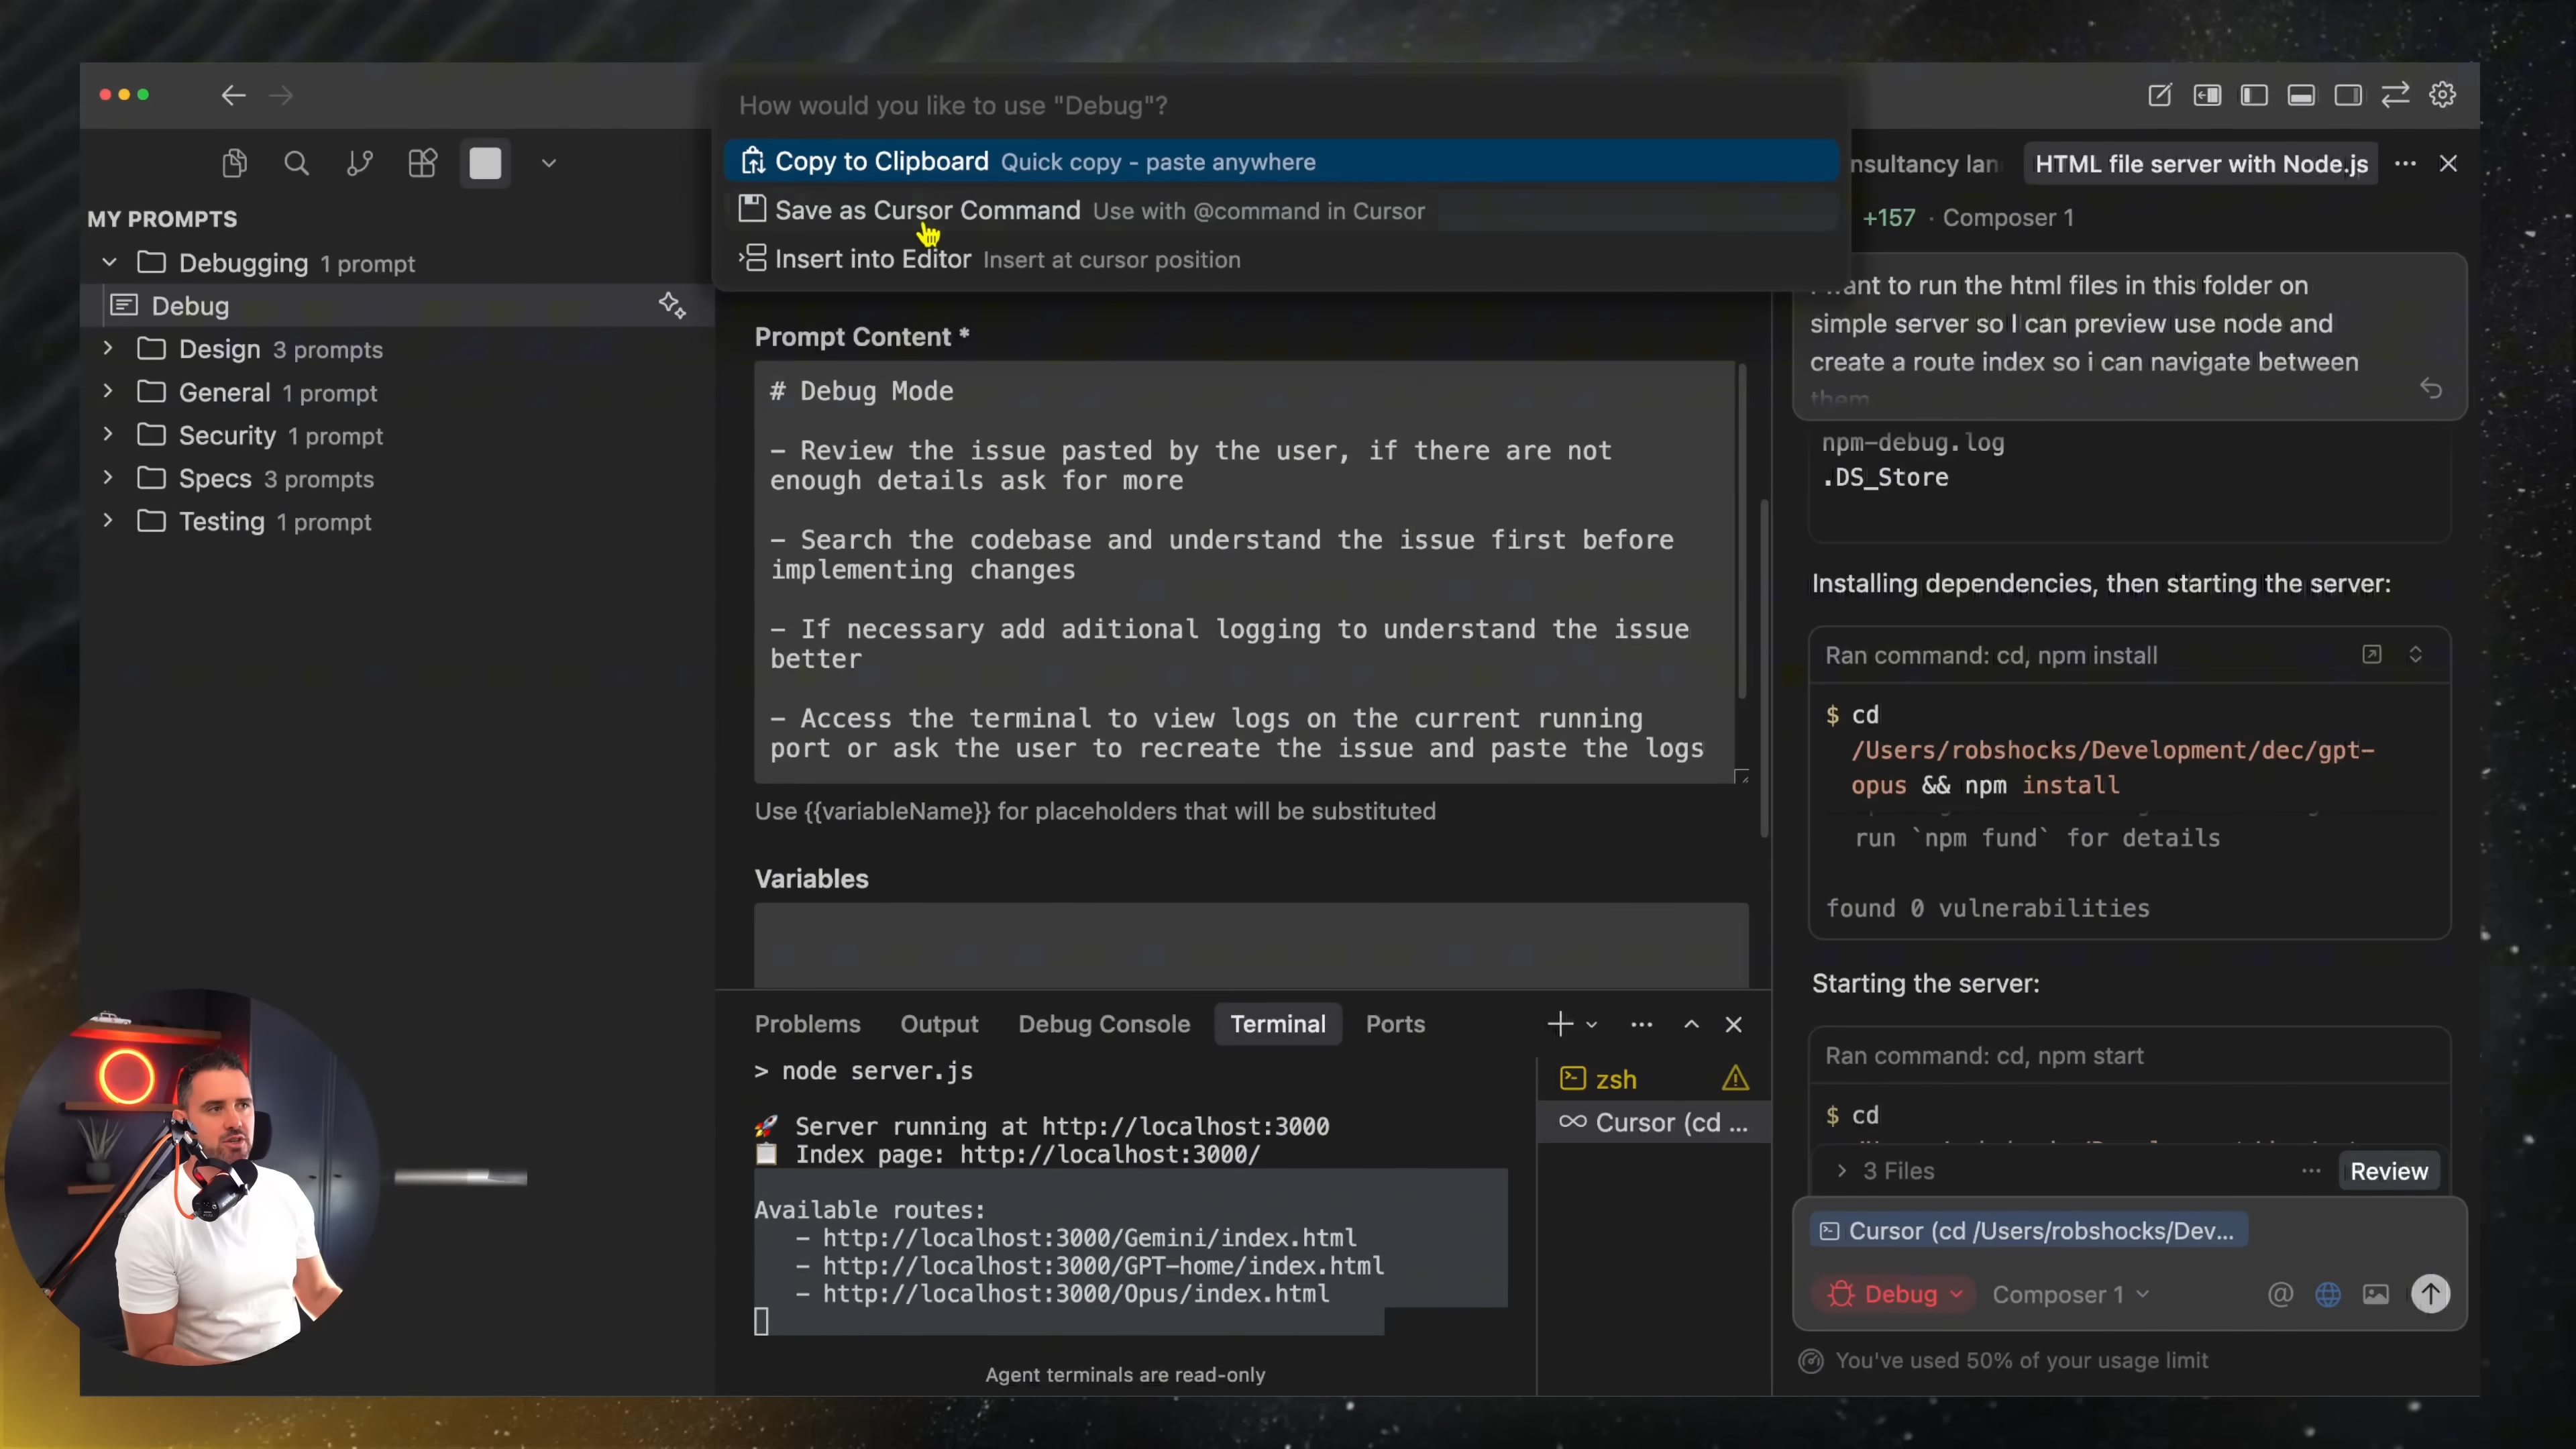 How would you like to use "Debug"?
Copy to Clipboard Quick copy - paste anywhere
Save as Cursor Command Use with @command in Cursor
Insert into Editor Insert at cursor position
MY PROMPTS
Debugging 1 prompt
Debug
Design 3 prompts
General 1 prompt
Security 1 prompt
Specs 3 prompts
Testing 1 prompt
Prompt Content *
# Debug Mode
- Review the issue pasted by the user, if there are not
enough details ask for more
- Search the codebase and understand the issue first before
implementing changes
- If necessary add aditional logging to understand the issue
better
- Access the terminal to view logs on the current running
port or ask the user to recreate the issue and paste the logs
Use {{variableName}} for placeholders that will be substituted
Variables
Problems Output Debug Console Terminal Ports
> node server.js
🚀 Server running at http://localhost:3000
📋 Index page: http://localhost:3000/
Available routes:
- http://localhost:3000/Gemini/index.html
- http://localhost:3000/GPT-home/index.html
- http://localhost:3000/Opus/index.html
zsh
Cursor (cd ...
Agent terminals are read-only
HTML file server with Node.js
+157 · Composer 1
want to run the html files in this folder on
simple server so I can preview use node and
create a route index so i can navigate between
them
npm-debug.log
.DS_Store
Installing dependencies, then starting the server:
Ran command: cd, npm install
$ cd
/Users/robshocks/Development/dec/gpt-
opus && npm install
run `npm fund` for details
found 0 vulnerabilities
Starting the server:
Ran command: cd, npm start
$ cd
3 Files
Review
Cursor (cd /Users/robshocks/Dev...
Debug Composer 1
You've used 50% of your usage limit